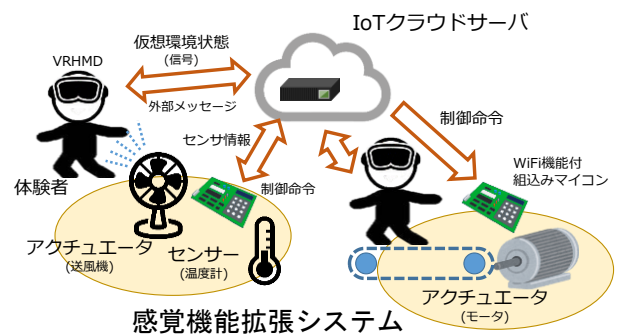 IoTクラウドサーバ
仮想環境状態
(信号)
VRHMD
外部メッセージ
制御命令
センサ情報
WiFi機能付
組込みマイコン
体験者
制御命令
アクチュエータ
(送風機)
センサー
(温度計)
アクチュエータ
(モータ)
感覚機能拡張システム